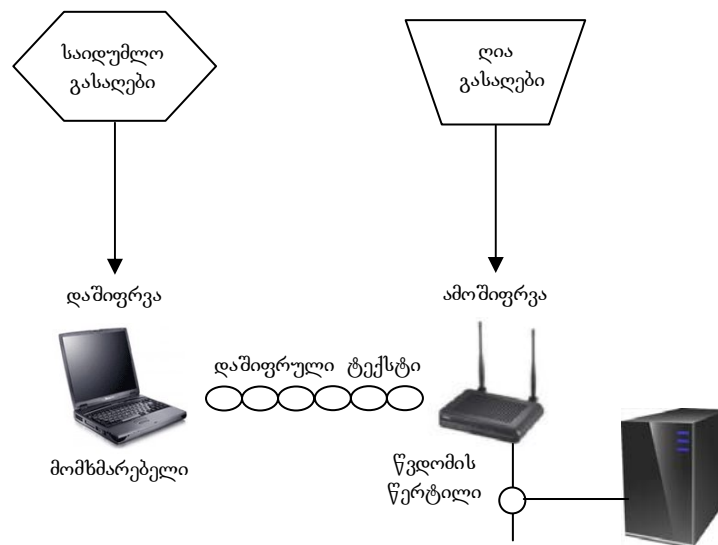 საიდუმლო
გასაღები
ღია
გასაღები
დაშიფრვა
ამოშიფრვა
დაშიფრული ტექსტი
მომხმარებელი
წვდომის
წერტილი